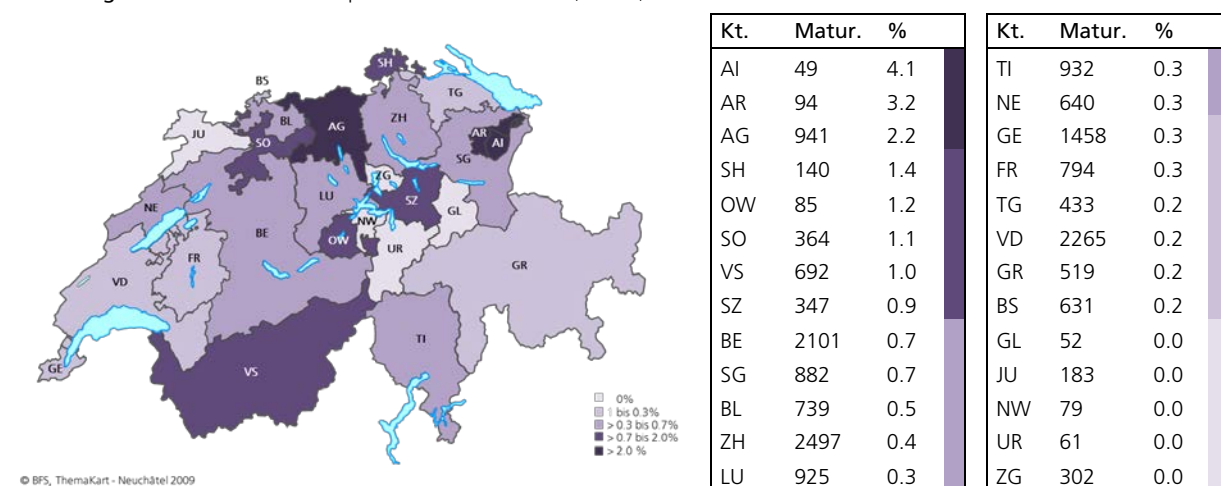 SH
BS
TG
BL
AG
ZH
JU
AR
AI
SO
SG
ZG
LU
SZ
NE
GL
NW
BE
OW
UR
FR
GR
VD
TI
GE
VS
0%
1 bis 0.3%
> 0.3 bis 0.7%
> 0.7 bis 2.0%
> 2.0 %
© BFS, ThemaKart - Neuchâtel 2009
Kt. Matur. %
AI 49 4.1
AR 94 3.2
AG 941 2.2
SH 140 1.4
OW 85 1.2
SO 364 1.1
VS 692 1.0
SZ 347 0.9
BE 2101 0.7
SG 882 0.7
BL 739 0.5
ZH 2497 0.4
LU 925 0.3
Kt. Matur. %
TI 932 0.3
NE 640 0.3
GE 1458 0.3
FR 794 0.3
TG 433 0.2
VD 2265 0.2
GR 519 0.2
BS 631 0.2
GL 52 0.0
JU 183 0.0
NW 79 0.0
UR 61 0.0
ZG 302 0.0